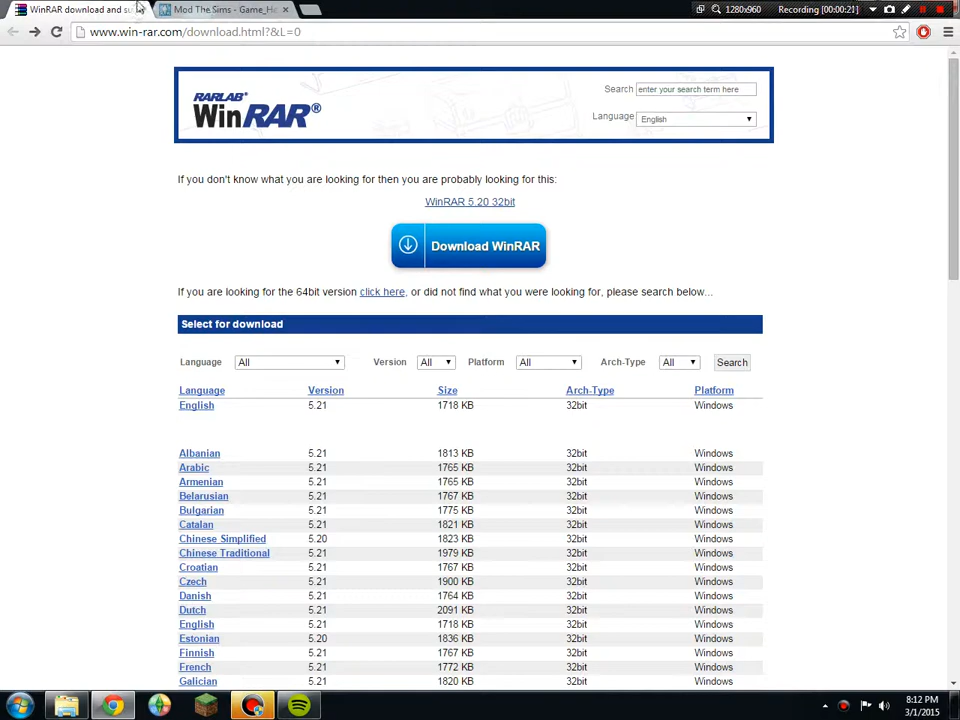 WinRAR download and su
Mod The Sims - Game_He
1280x960
Recording [00:00:21]
www.win-rar.com/download.html?&L=0
RARLAB®
WinRAR®
Search enter your search term here
Language English
If you don't know what you are looking for then you are probably looking for this:
WinRAR 5.20 32bit
Download WinRAR
If you are looking for the 64bit version click here, or did not find what you were looking for, please search below...
Select for download
Language All Version All Platform All Arch-Type All Search
Language Version Size Arch-Type Platform
English 5.21 1718 KB 32bit Windows
Albanian 5.21 1813 KB 32bit Windows
Arabic 5.21 1765 KB 32bit Windows
Armenian 5.21 1765 KB 32bit Windows
Belarusian 5.21 1767 KB 32bit Windows
Bulgarian 5.21 1775 KB 32bit Windows
Catalan 5.21 1821 KB 32bit Windows
Chinese Simplified 5.20 1823 KB 32bit Windows
Chinese Traditional 5.21 1979 KB 32bit Windows
Croatian 5.21 1767 KB 32bit Windows
Czech 5.21 1900 KB 32bit Windows
Danish 5.21 1764 KB 32bit Windows
Dutch 5.21 2091 KB 32bit Windows
English 5.21 1718 KB 32bit Windows
Estonian 5.20 1836 KB 32bit Windows
Finnish 5.21 1767 KB 32bit Windows
French 5.21 1772 KB 32bit Windows
Galician 5.21 1820 KB 32bit Windows
8:12 PM
3/1/2015